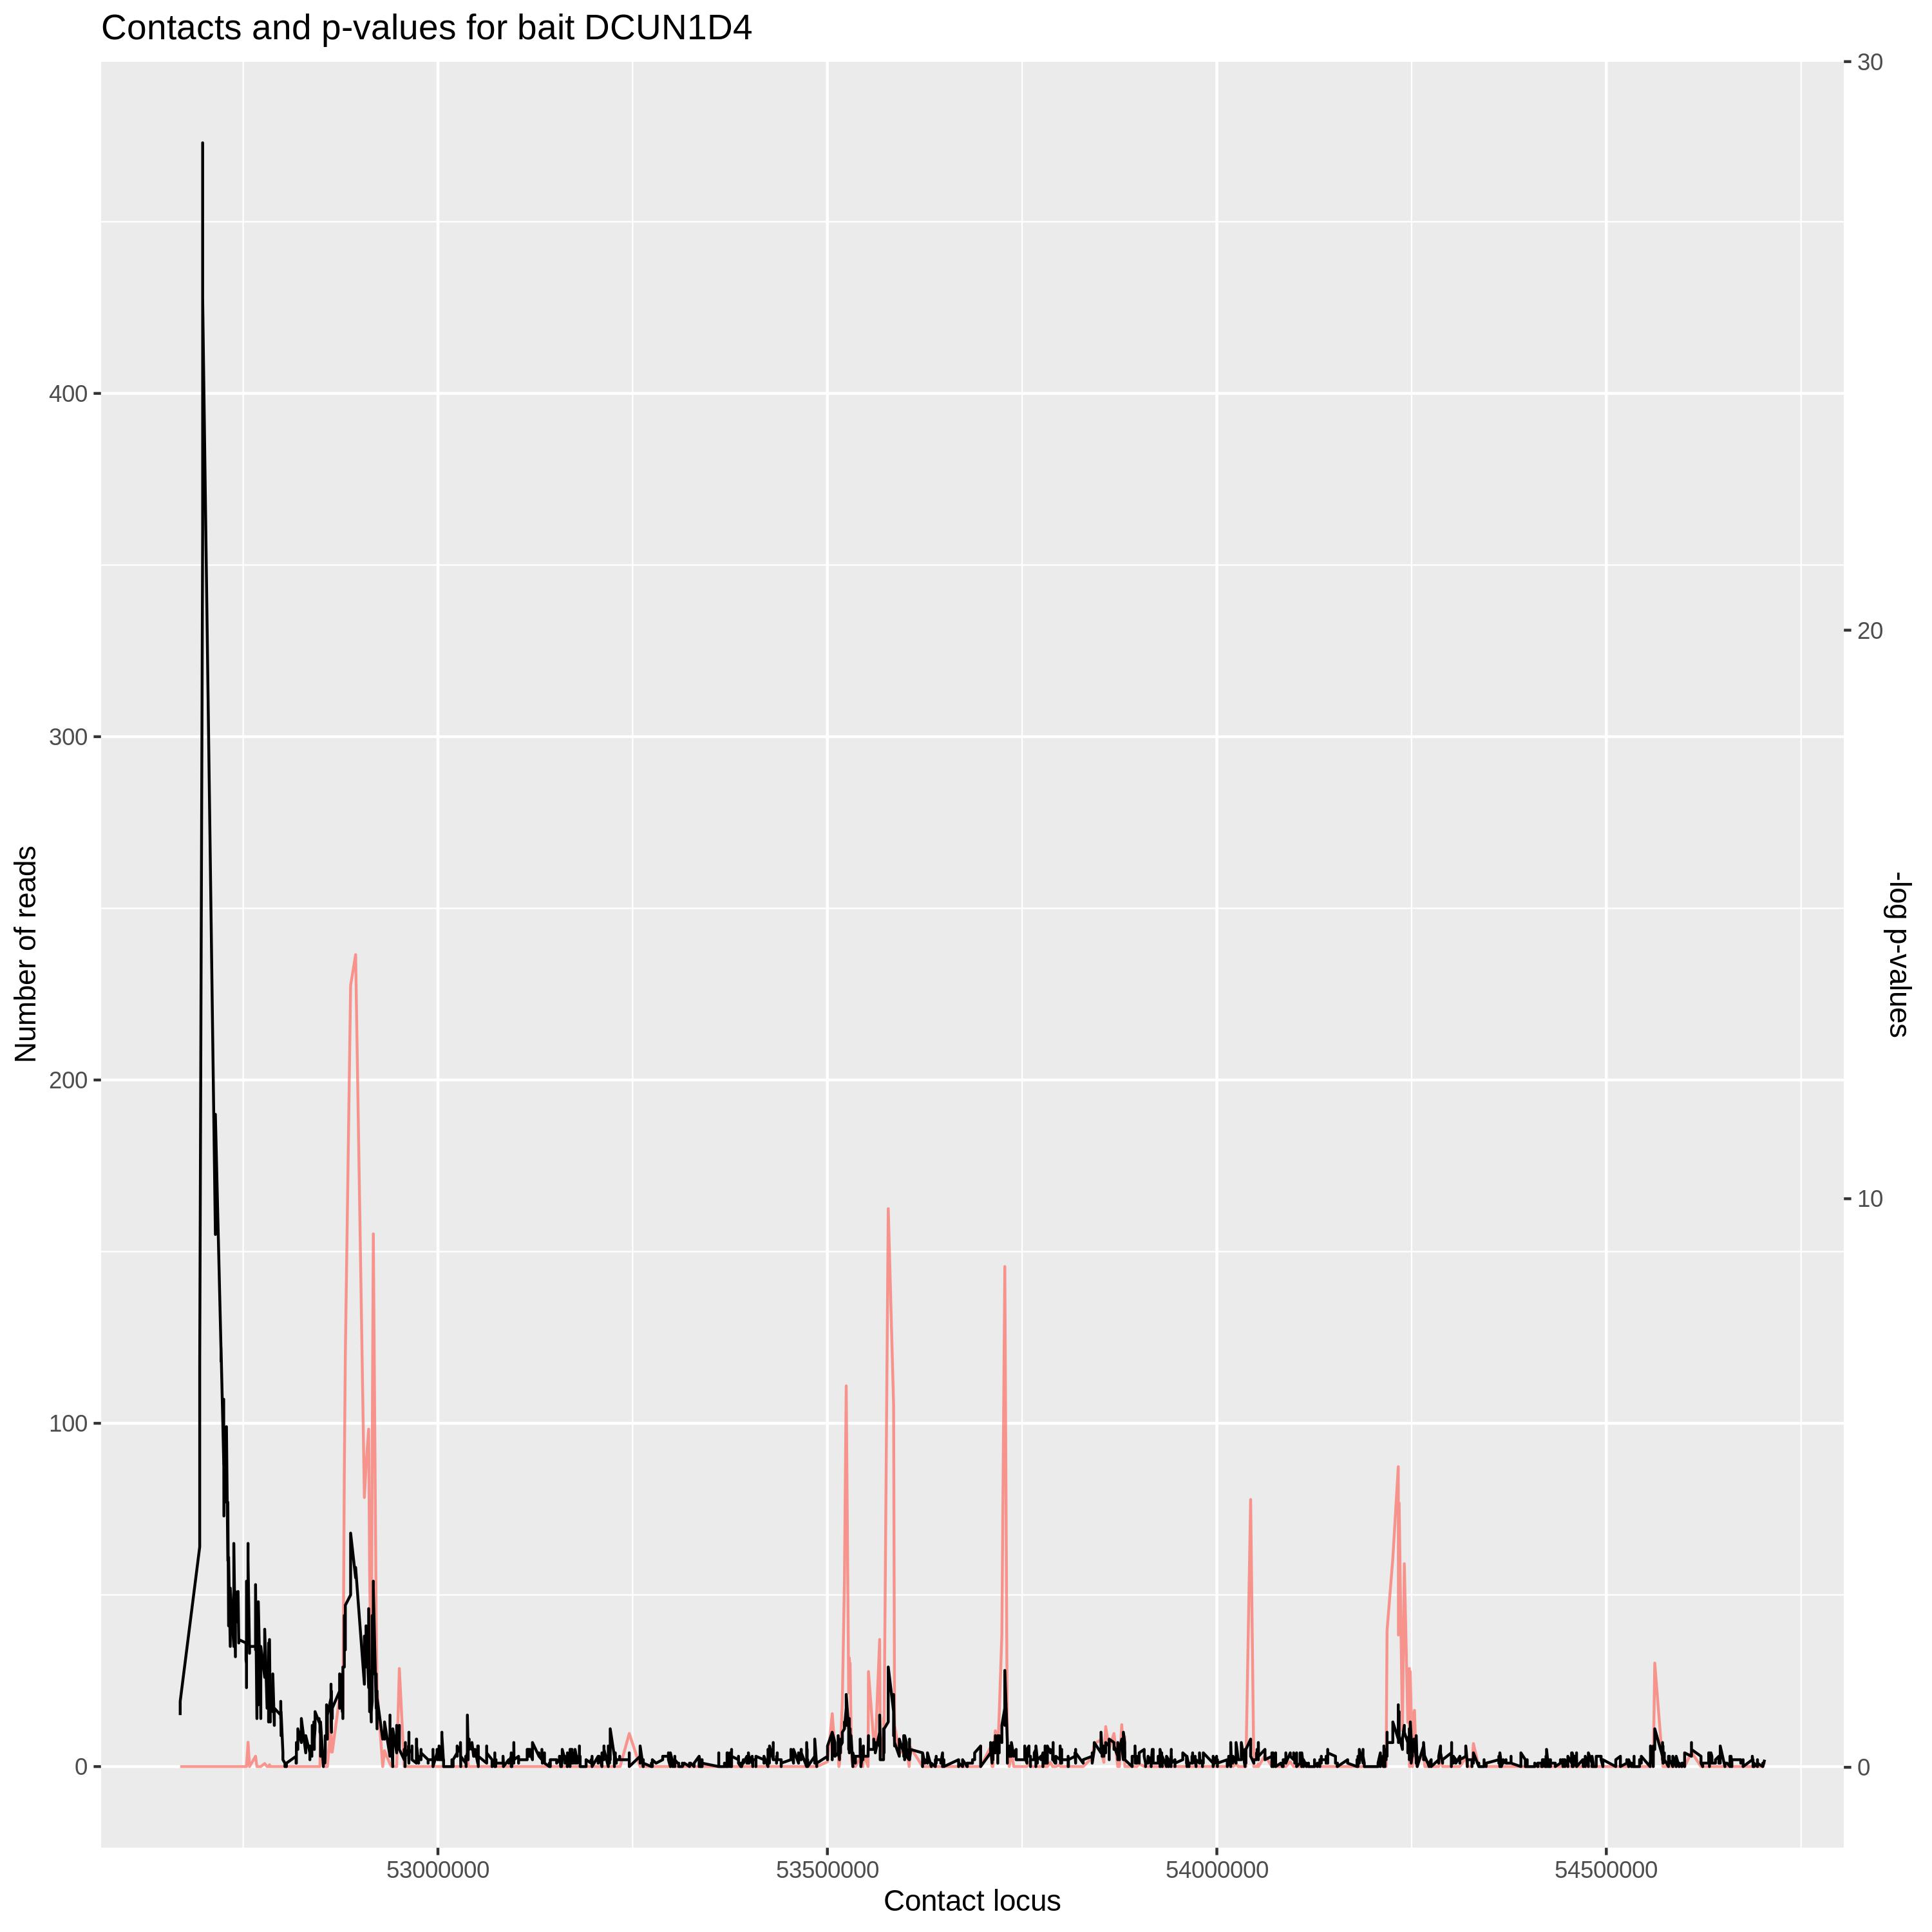 Contacts and p-values for bait DCUN1D4
30
400
20
300
Number of reads
-log p-values
200
10
100
0
0
53000000 53500000 54000000 54500000
Contact locus